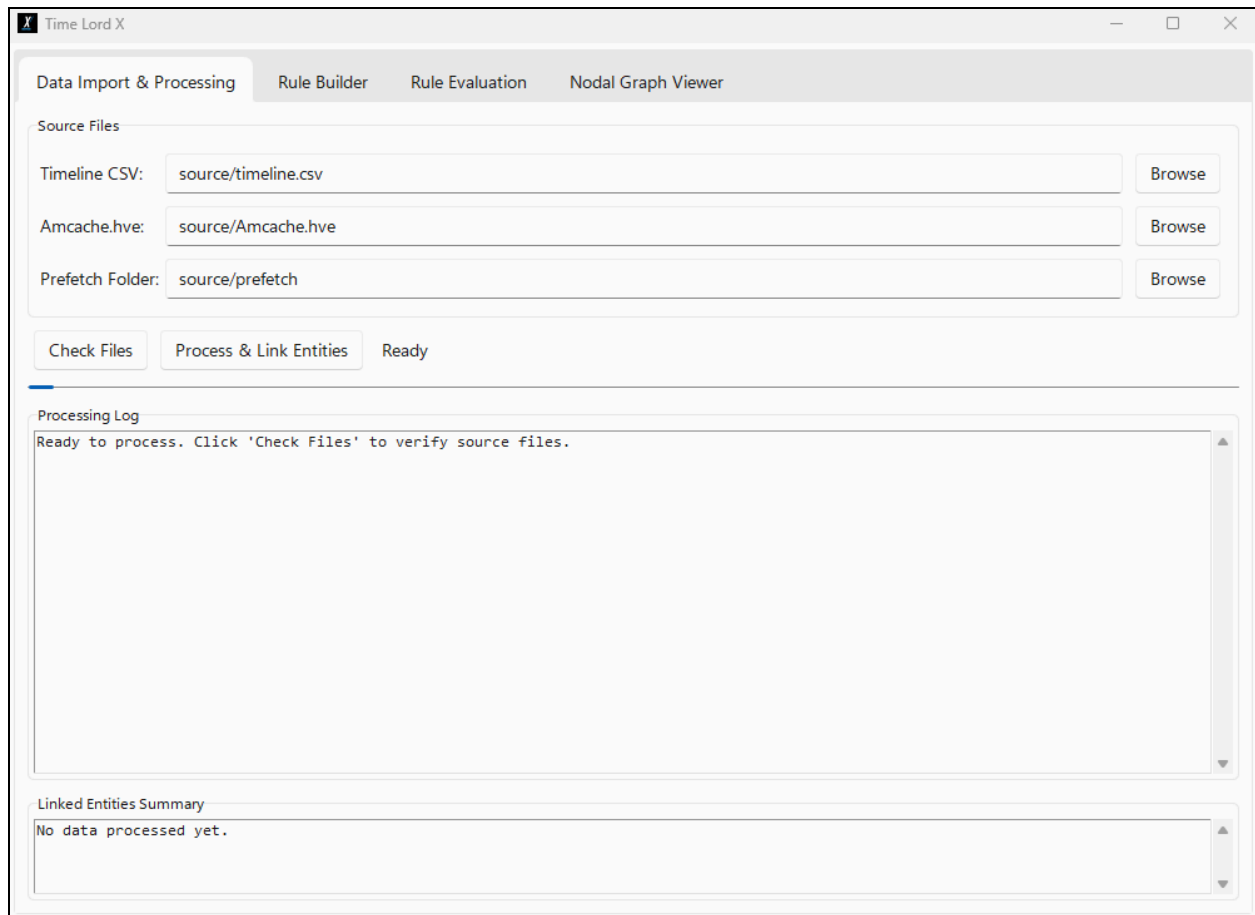 Time Lord X
Data Import & Processing Rule Builder Rule Evaluation Nodal Graph Viewer
Source Files
Timeline CSV: source/timeline.csv Browse
Amcache.hve: source/Amcache.hve Browse
Prefetch Folder: source/prefetch Browse
Check Files Process & Link Entities Ready
Processing Log
Ready to process. Click 'Check Files' to verify source files.
Linked Entities Summary
No data processed yet.